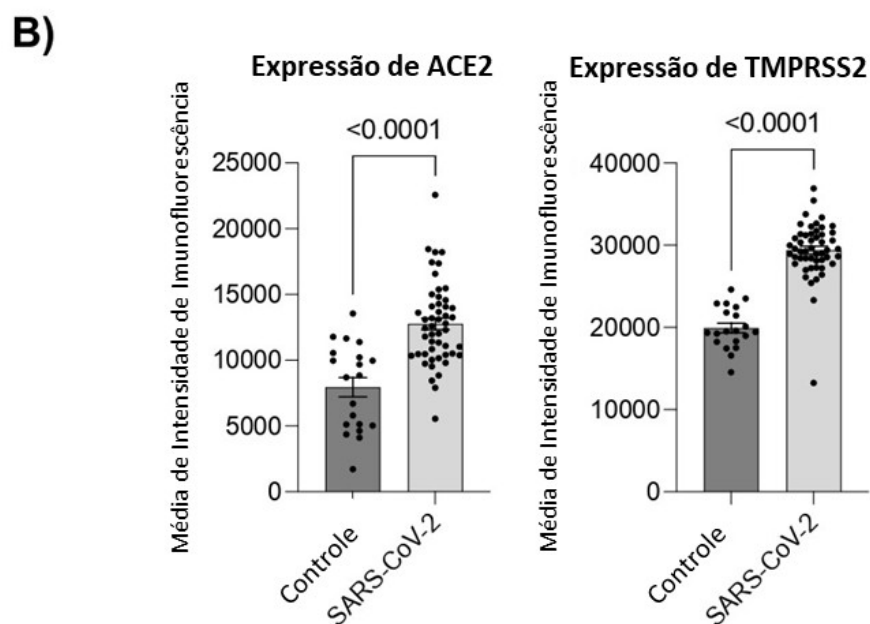 B)
Expressão de ACE2
Média de Intensidade de Imunofluorescência
<0.0001
25000
20000
15000
10000
5000
0
Controle
SARS-CoV-2
Expressão de TMPRSS2
Média de Intensidade de Imunofluorescência
<0.0001
40000
30000
20000
10000
0
Controle
SARS-CoV-2